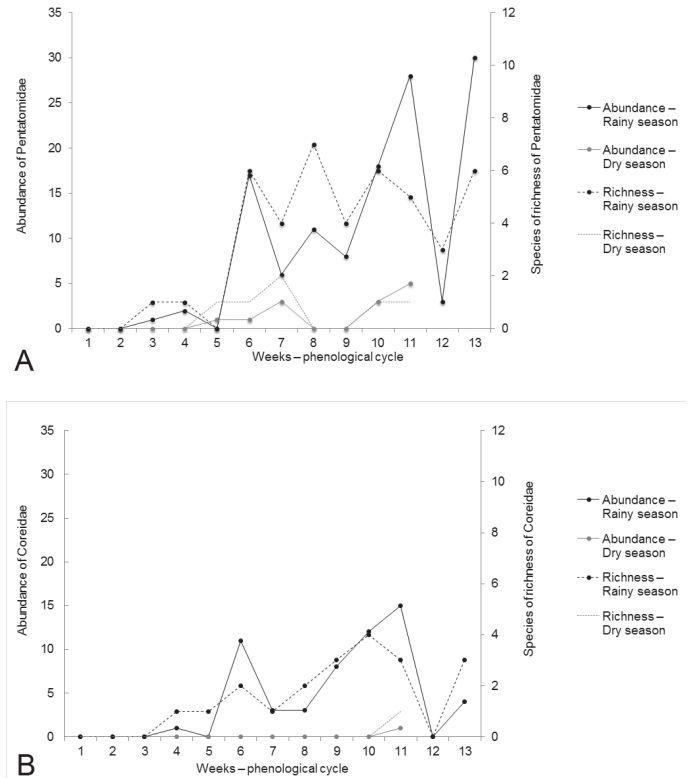 35
30
25
20
15
10
5
0
Abundance of Pentatomidae
12
10
8
6
4
2
0
Species of richness of Pentatomidae
1 2 3 4 5 6 7 8 9 10 11 12 13
Weeks – phenological cycle
Abundance –
Rainy season
Abundance –
Dry season
Richness –
Rainy season
Richness –
Dry season
A
35
30
25
20
15
10
5
0
Abundance of Coreidae
12
10
8
6
4
2
0
Species of richness of Coreidae
1 2 3 4 5 6 7 8 9 10 11 12 13
Weeks – phenological cycle
Abundance –
Rainy season
Abundance –
Dry season
Richness –
Rainy season
Richness –
Dry season
B